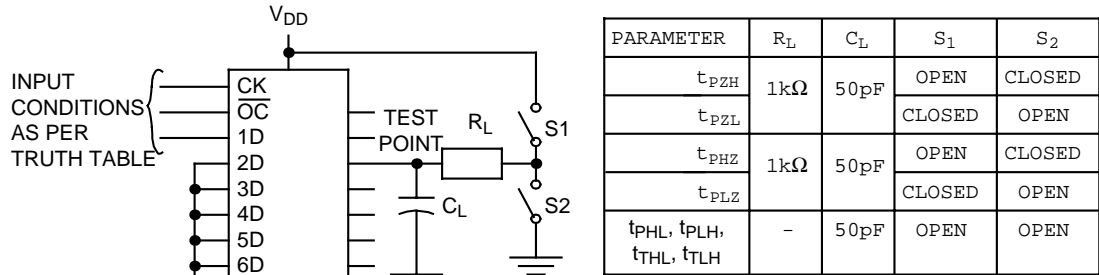 VDD
INPUT
CONDITIONS
AS PER
TRUTH TABLE
CK
OC
1D
2D
3D
4D
5D
6D
TEST
POINT
RL
S1
CL
S2
PARAMETER RL CL S1 S2
tPZH 1kΩ 50pF OPEN CLOSED
tPZL CLOSED OPEN
tPHZ 1kΩ 50pF OPEN CLOSED
tPLZ CLOSED OPEN
tPHL, tPLH, - 50pF OPEN OPEN
tTHL, tTLH